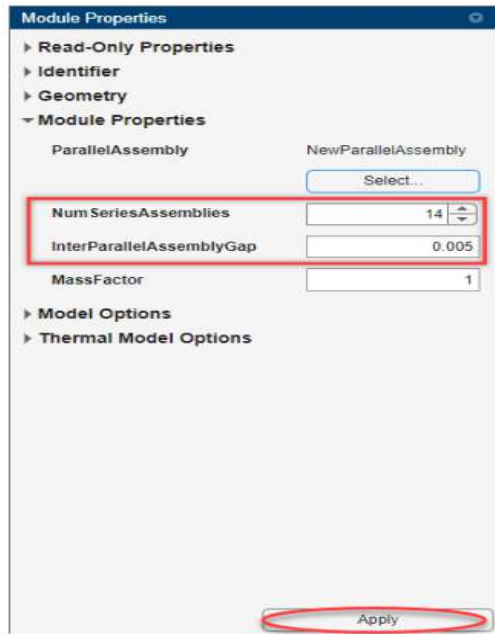 Module Properties
Read-Only Properties
Identifier
Geometry
Module Properties
ParallelAssembly NewParallelAssembly
Select...
NumSeriesAssemblies 14
InterParallelAssemblyGap 0.005
MassFactor 1
Model Options
Thermal Model Options
Apply